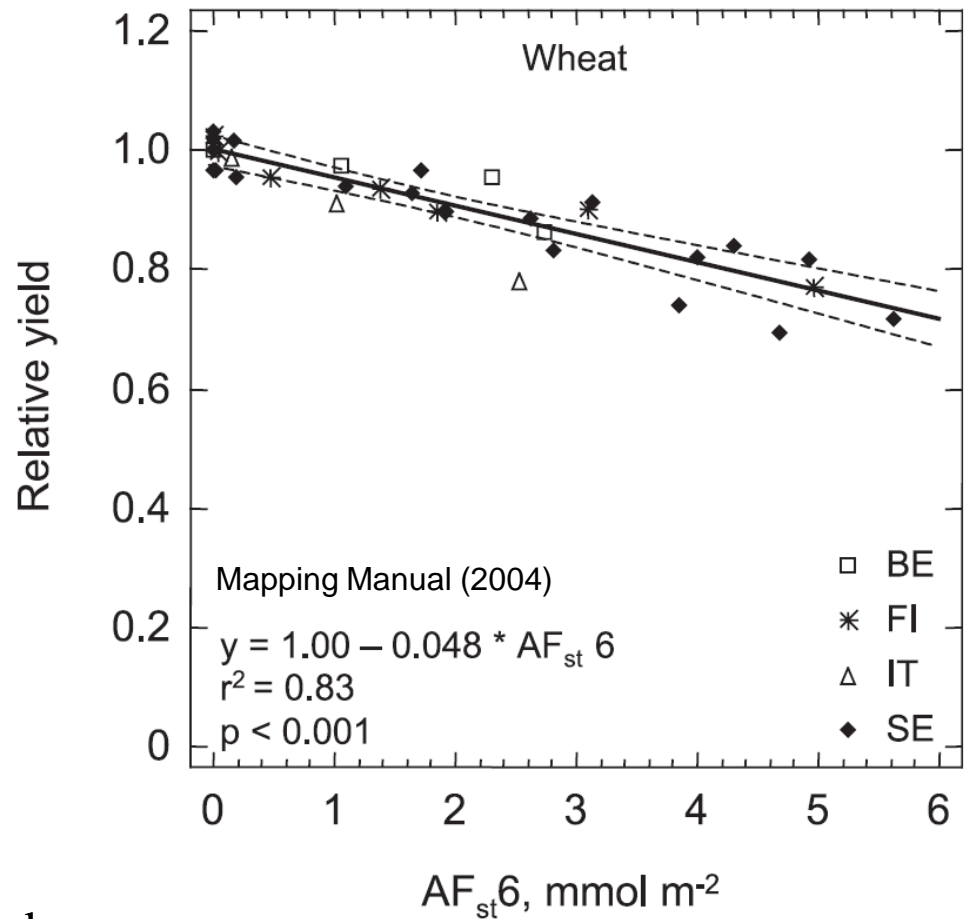 Wheat
1.2
1.0
0.8
0.6
0.4
0.2
0
Relative yield
Mapping Manual (2004)
y = 1.00 – 0.048 * AFst 6
r² = 0.83
p < 0.001
BE
FI
IT
SE
0 1 2 3 4 5 6
AFst6, mmol m⁻²